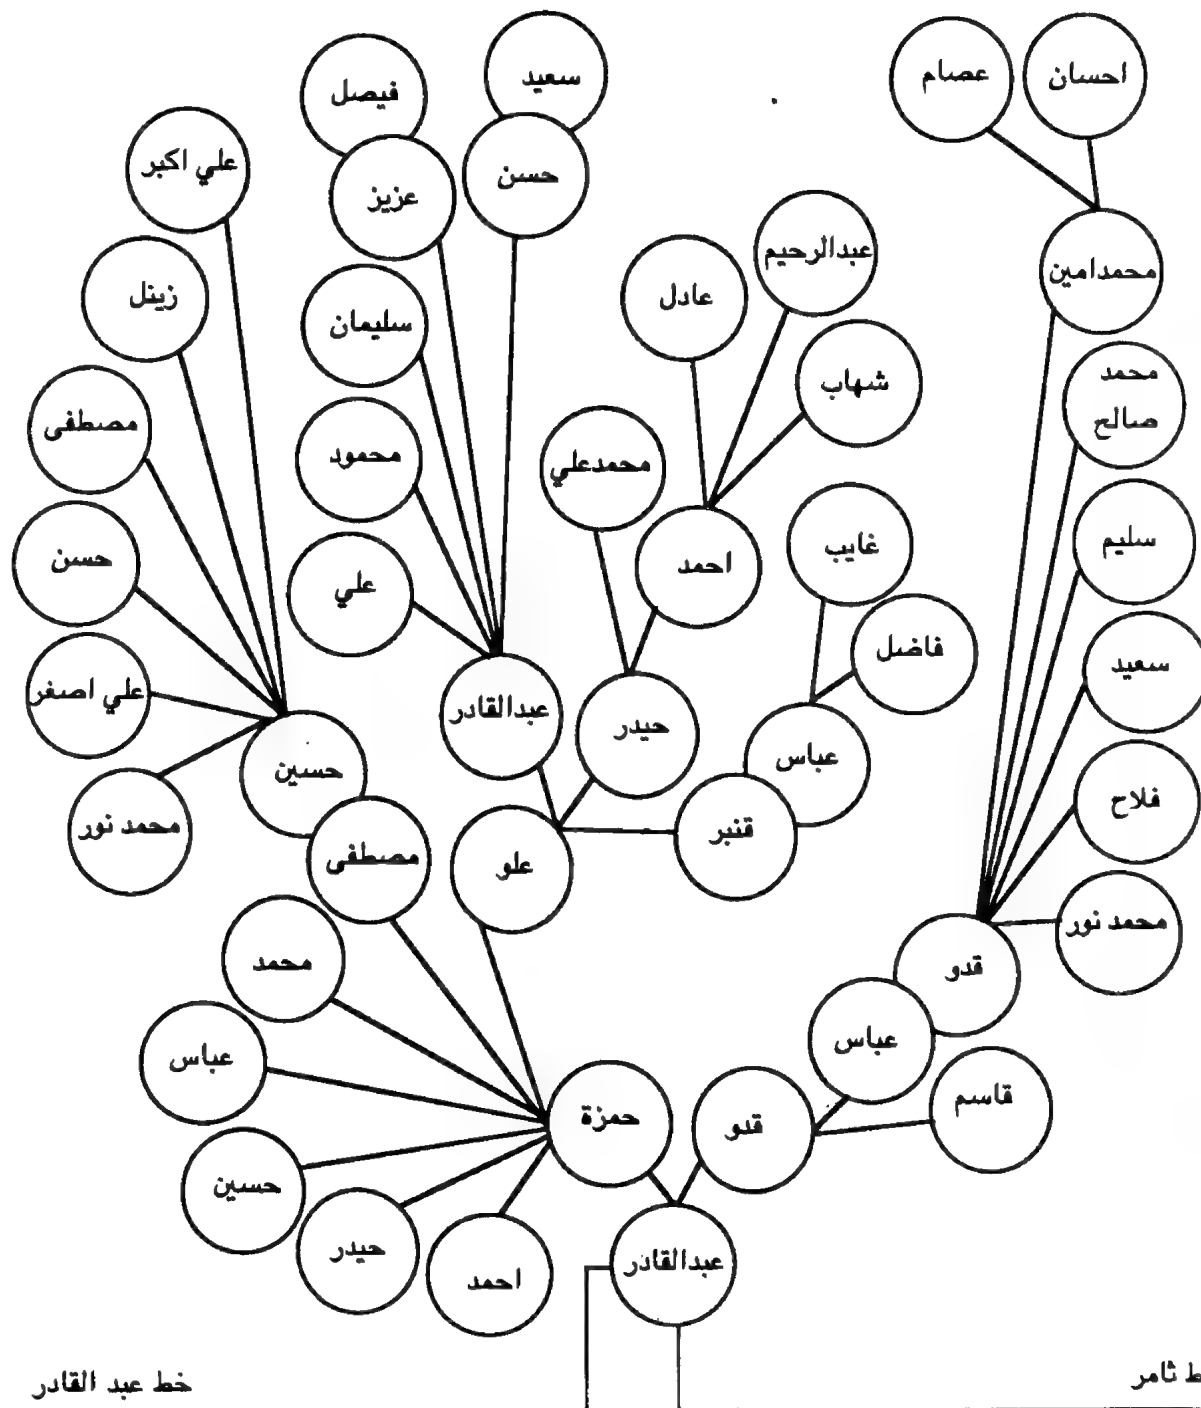 احسان
عصام
سعيد
فيصل
علي اكبر
حسن
عزيز
عبدالرحيم
محمدامين
عادل
زينل
سليمان
شهاب
محمد
صالح
مصطفى
محمود
محمدعلي
سليم
غايب
احمد
حسن
علي
فاضل
سعيد
علي اصغر
عبدالقادر
حيدر
عباس
حسين
فلاح
محمد نور
قنبر
مصطفى
علو
محمد نور
قدو
محمد
عباس
عباس
قاسم
حمزة
قدو
حسين
حيدر
احمد
عبدالقادر
ط ثامر
خط عبد القادر